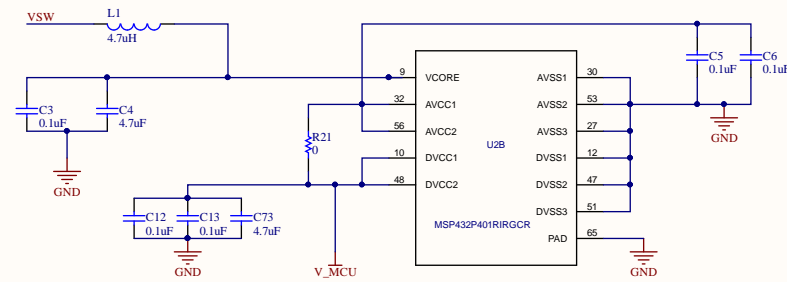 VSW
L1
4.7uH
C3
0.1uF
C4
4.7uF
GND
R21
0
C12
0.1uF
C13
0.1uF
C73
4.7uF
GND
V_MCU
9
32
56
10
48
VCORE
AVCC1
AVCC2
DVCC1
DVCC2
U2B
MSP432P401RIRGCR
AVSS1
AVSS2
AVSS3
DVSS1
DVSS2
DVSS3
PAD
30
53
27
12
47
51
65
C5
0.1uF
C6
0.1uF
GND
GND